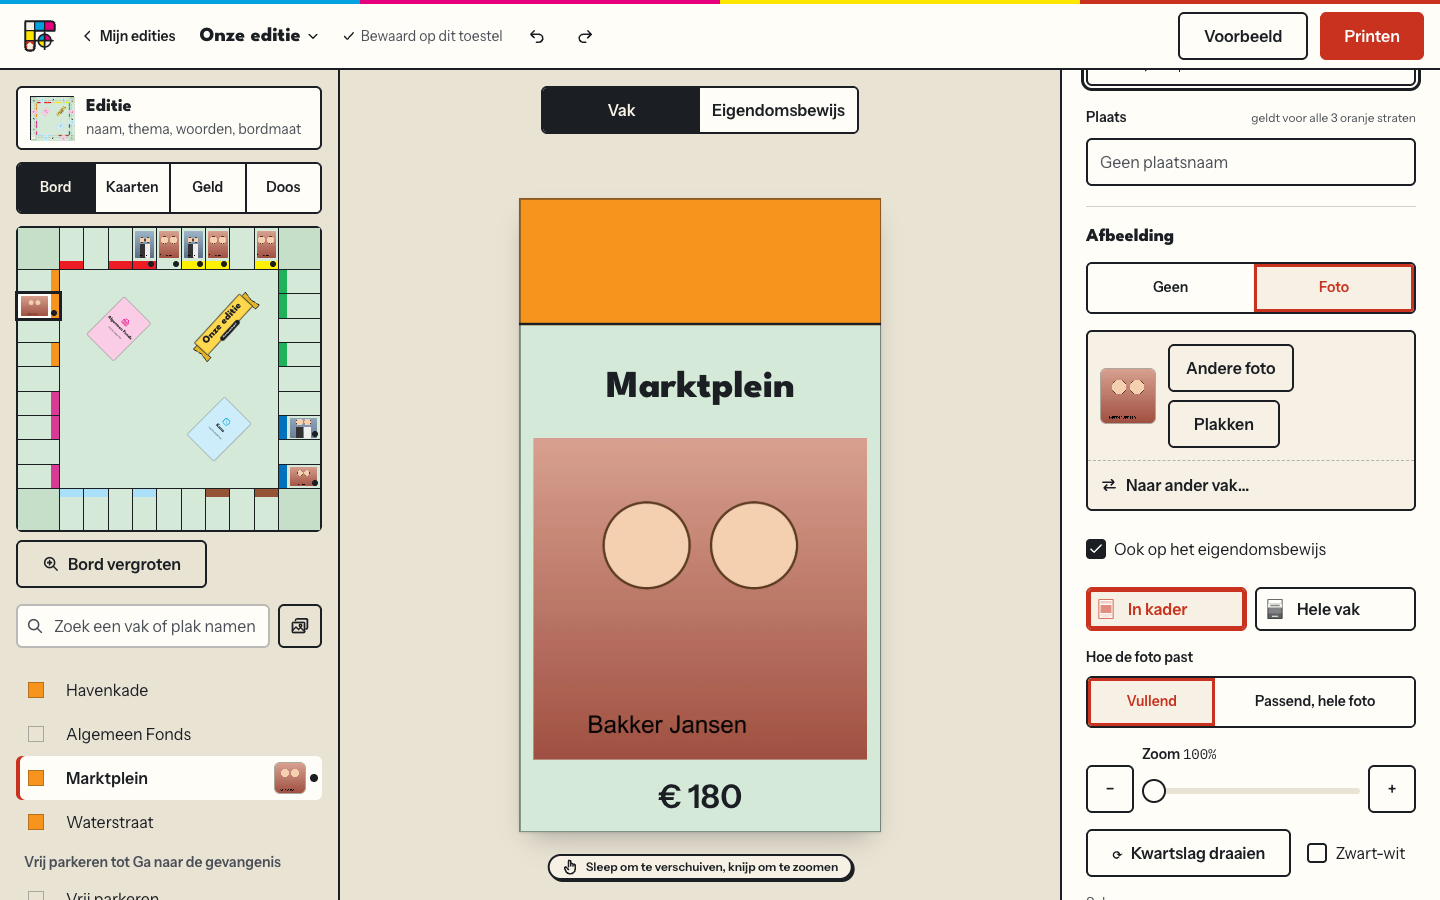 Mijn edities
Onze editie
Bewaard op dit toestel
Voorbeeld
Printen
Editie
naam, thema, woorden, bordmaat
Bord
Kaarten
Geld
Doos
Algemeen Fonds
Onze editie
Bord vergroten
Zoek een vak of plak namen
Havenkade
Algemeen Fonds
Marktplein
Waterstraat
Vrij parkeren tot Ga naar de gevangenis
Vrij parkeren
Vak
Eigendomsbewijs
Marktplein
Bakker Jansen
€ 180
Sleep om te verschuiven, knijp om te zoomen
Plaats
geldt voor alle 3 oranje straten
Geen plaatsnaam
Afbeelding
Geen
Foto
Andere foto
Plakken
Naar ander vak...
Ook op het eigendomsbewijs
In kader
Hele vak
Hoe de foto past
Vullend
Passend, hele foto
Zoom 100%
−
+
Kwartslag draaien
Zwart-wit